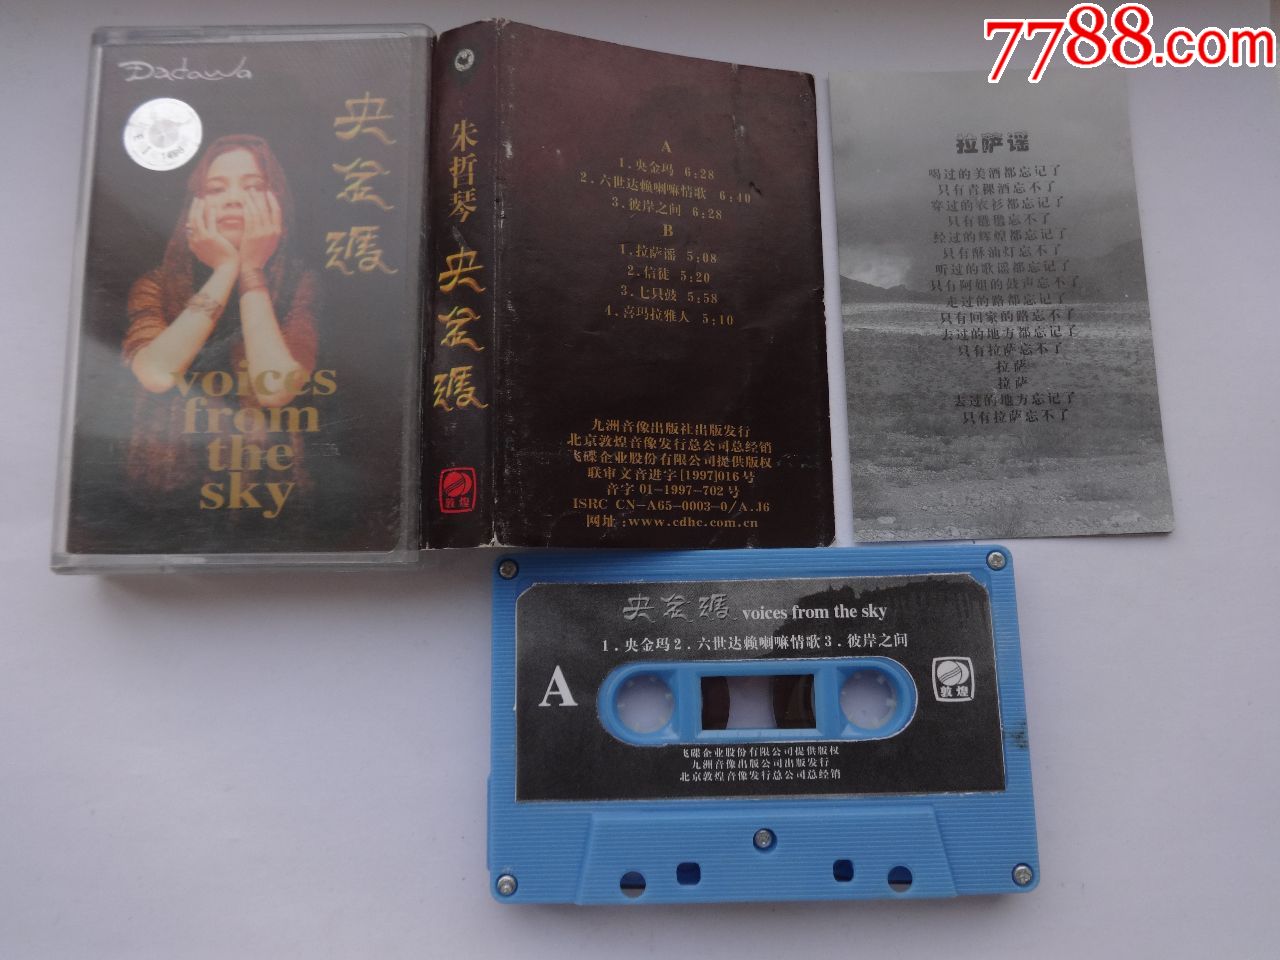 7788.com
Dadawa
央
金
瑪
voices
from
the
sky
朱哲琴
央
金
瑪
敦煌
A
1.央金玛 6:28
2.六世达赖喇嘛情歌 6:40
3.彼岸之间 6:28
B
1.拉萨谣 5:08
2.信徒 5:20
3.七只鼓 5:58
4.喜玛拉雅人 5:10
九洲音像出版社出版发行
北京敦煌音像发行总公司总经销
飞碟企业股份有限公司提供版权
联审文音进字[1997]016号
音字01-1997-702号
ISRC CN-A65-0003-0/A.J6
网址:www.cdhc.com.cn
拉萨谣
喝过的美酒都忘记了
只有青稞酒忘不了
穿过的衣衫都忘记了
只有氆氇忘不了
经过的辉煌都忘记了
只有酥油灯忘不了
听过的歌谣都忘记了
只有阿姐的鼓声忘不了
走过的路都忘记了
只有回家的路忘不了
去过的地方都忘记了
只有拉萨忘不了
拉萨
拉萨
去过的地方忘记了
只有拉萨忘不了
央金瑪 voices from the sky
1.央金玛2.六世达赖喇嘛情歌3.彼岸之间
A
敦煌
飞碟企业股份有限公司提供版权
九洲音像出版公司出版发行
北京敦煌音像发行总公司总经销